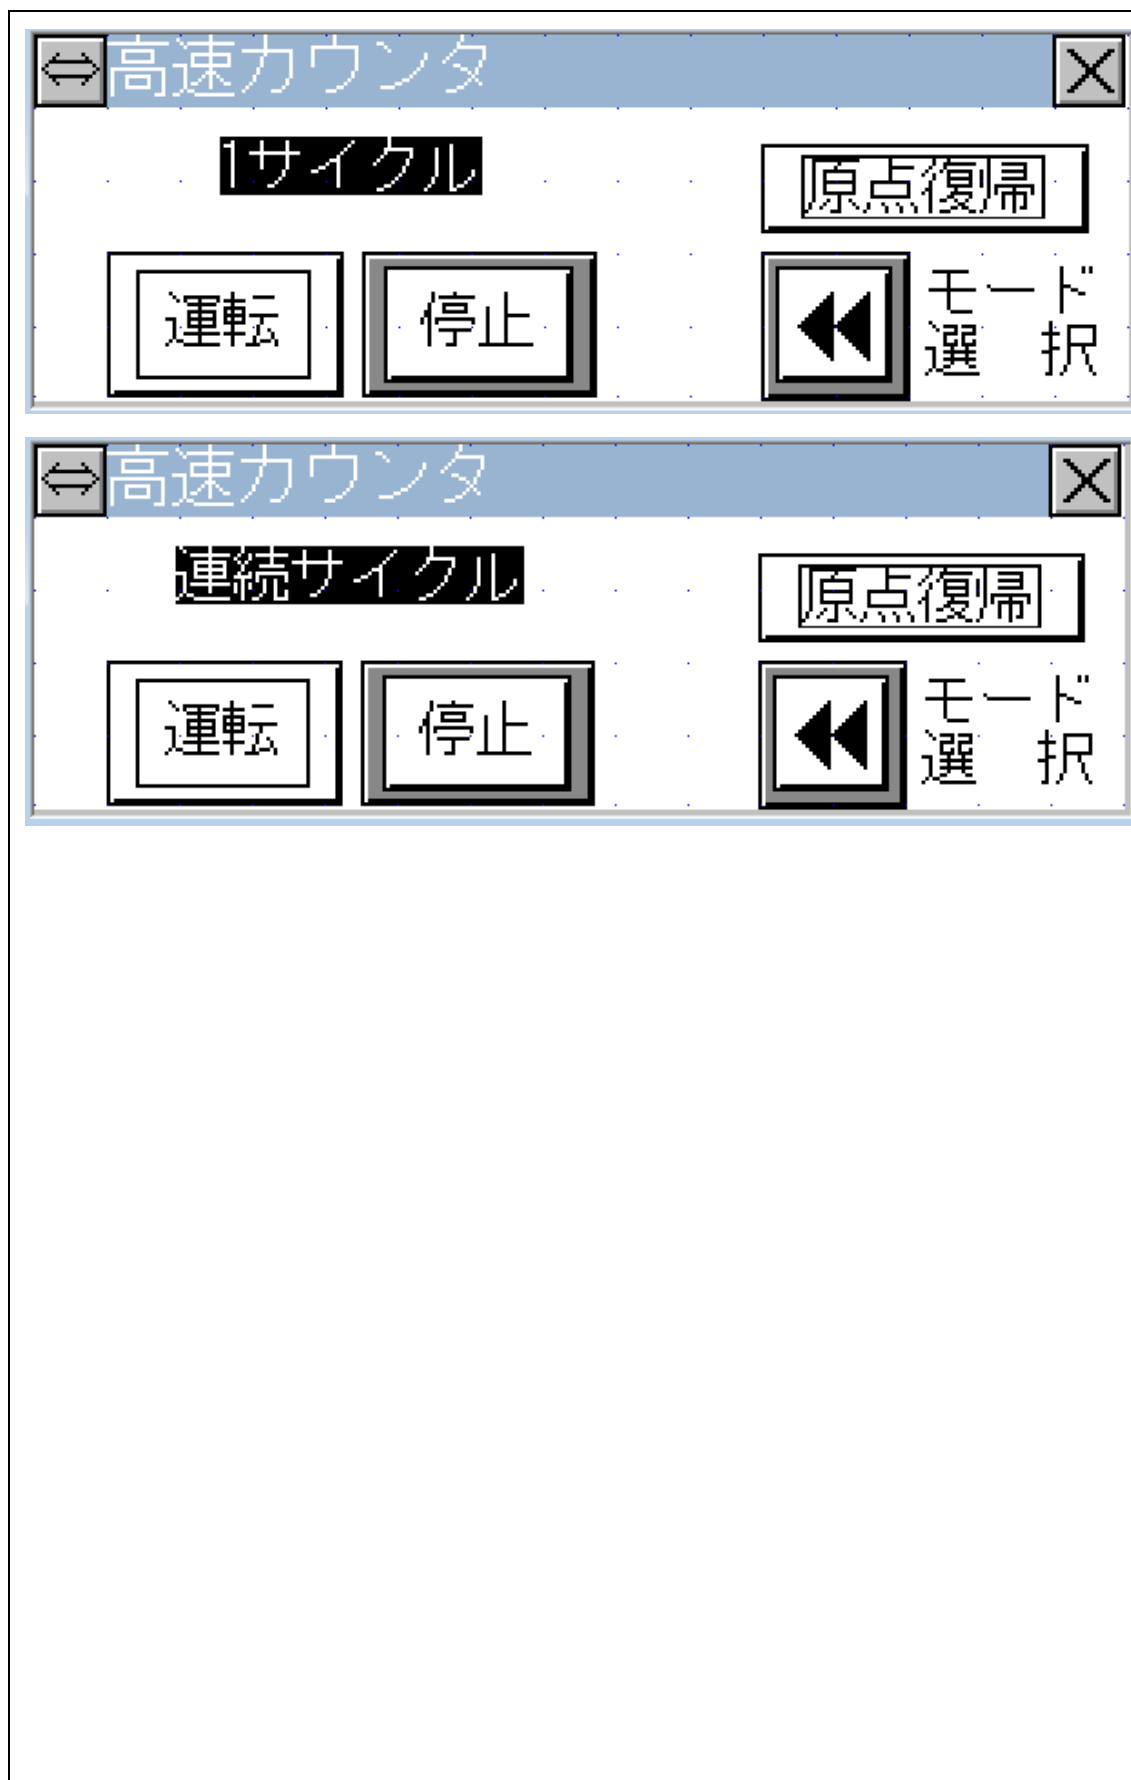 高速カウンタ
1サイクル
原点復帰
運転 停止 モード
選 択
高速カウンタ
連続サイクル
原点復帰
運転 停止 モード
選 択